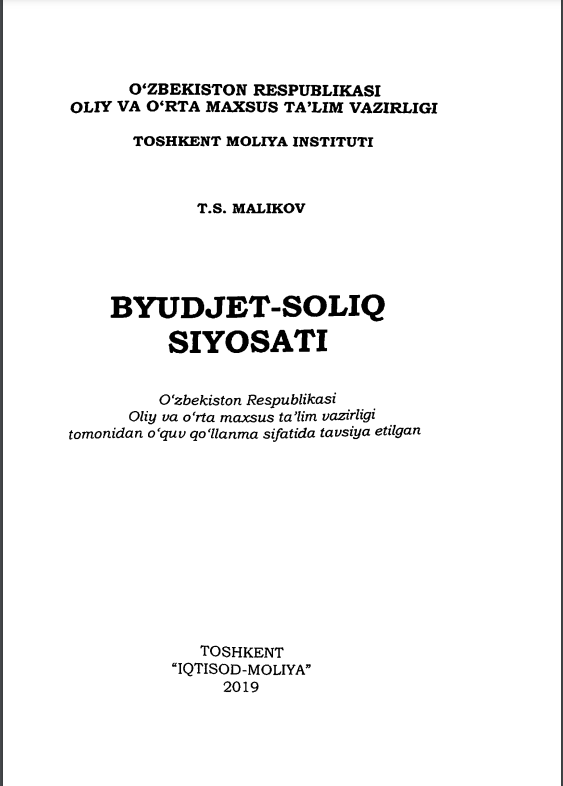 O‘ZBEKISTON RESPUBLIKASI
OLIY VA O‘RTA MAXSUS TA’LIM VAZIRLIGI
TOSHKENT MOLIYA INSTITUTI
T.S. MALIKOV
BYUDJET-SOLIQ
SIYOSATI
O‘zbekiston Respublikasi
Oliy va o‘rta maxsus ta’lim vazirligi
tomonidan o‘quv qo‘llanma sifatida tavsiya etilgan
TOSHKENT
“IQTISOD-MOLIYA”
2019